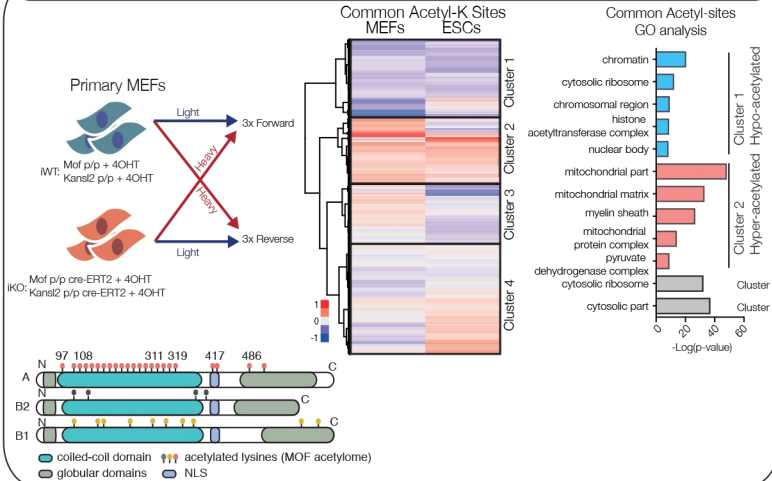 Primary MEFs
Light
3x Forward
Heavy
Heavy
Light
3x Reverse
iWT: Mof p/p + 4OHT
Kansl2 p/p + 4OHT
iKO: Mof p/p cre-ERT2 + 4OHT
Kansl2 p/p cre-ERT2 + 4OHT
Common Acetyl-K Sites
MEFs ESCs
Cluster 1
Cluster 2
Cluster 3
Cluster 4
1
0
-1
Common Acetyl-sites
GO analysis
chromatin
cytosolic ribosome
chromosomal region
histone
acetyltransferase complex
nuclear body
mitochondrial part
mitochondrial matrix
myelin sheath
mitochondrial
protein complex
pyruvate
dehydrogenase complex
cytosolic ribosome
cytosolic part
Cluster 1
Hypo-acetylated
Cluster 2
Hyper-acetylated
Cluster
Cluster
0 20 40 60
-Log(p-value)
97 108 311 319 417 486
N C
A
N C
B2
N C
B1
coiled-coil domain
acetylated lysines (MOF acetylome)
globular domains
NLS